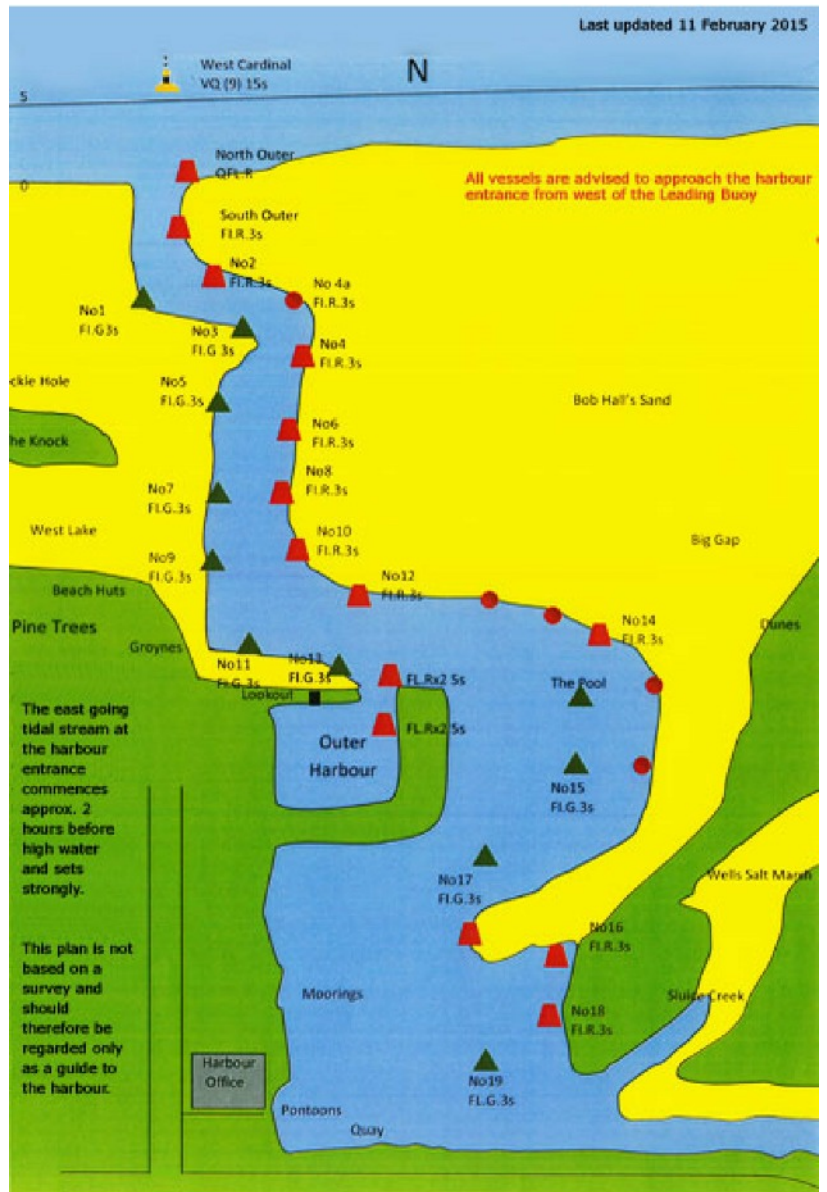 Last updated 11 February 2015
West Cardinal
VQ (9) 15s
N
5
0
North Outer
QFL.R
All vessels are advised to approach the harbour
entrance from west of the Leading Buoy
South Outer
Fl.R.3s
No2
Fl.R.3s
No 4a
Fl.R.3s
No1
Fl.G3s
No3
Fl.G 3s
No4
Fl.R.3s
No5
Fl.G.3s
ckle Hole
Bob Hall's Sand
The Knock
No6
Fl.R.3s
No7
Fl.G.3s
No8
Fl.R.3s
West Lake
No9
Fl.G.3s
No10
Fl.R.3s
Big Gap
Beach Huts
No12
Fl.R.3s
Pine Trees
No14
Fl.R.3s
Dunes
Groynes
No11
Fl.G.3s
No13
Fl.G.3s
FL.Rx2 5s
The Pool
Lookout
FL.Rx2 5s
Outer
Harbour
The east going
tidal stream at
the harbour
entrance
commences
approx. 2
hours before
high water
and sets
strongly.
No15
Fl.G.3s
No17
Fl.G.3s
Wells Salt Marsh
No16
Fl.R.3s
This plan is not
based on a
survey and
should
therefore be
regarded only
as a guide to
the harbour.
Moorings
Sluice Creek
No18
Fl.R.3s
Harbour
Office
No19
FL.G.3s
Pontoons
Quay